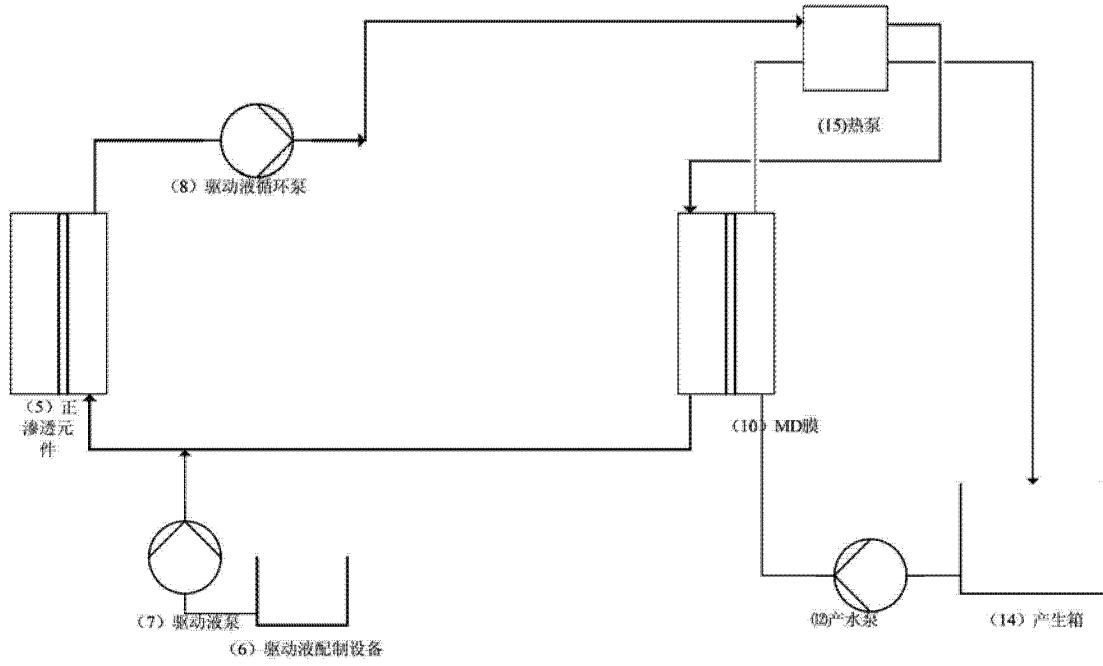 (15)热泵
（8）驱动液循环泵
（5）正
渗透元
件
（10）MD膜
（7）驱动液泵
（6）驱动液配制设备
⑿产水泵
（14）产生箱